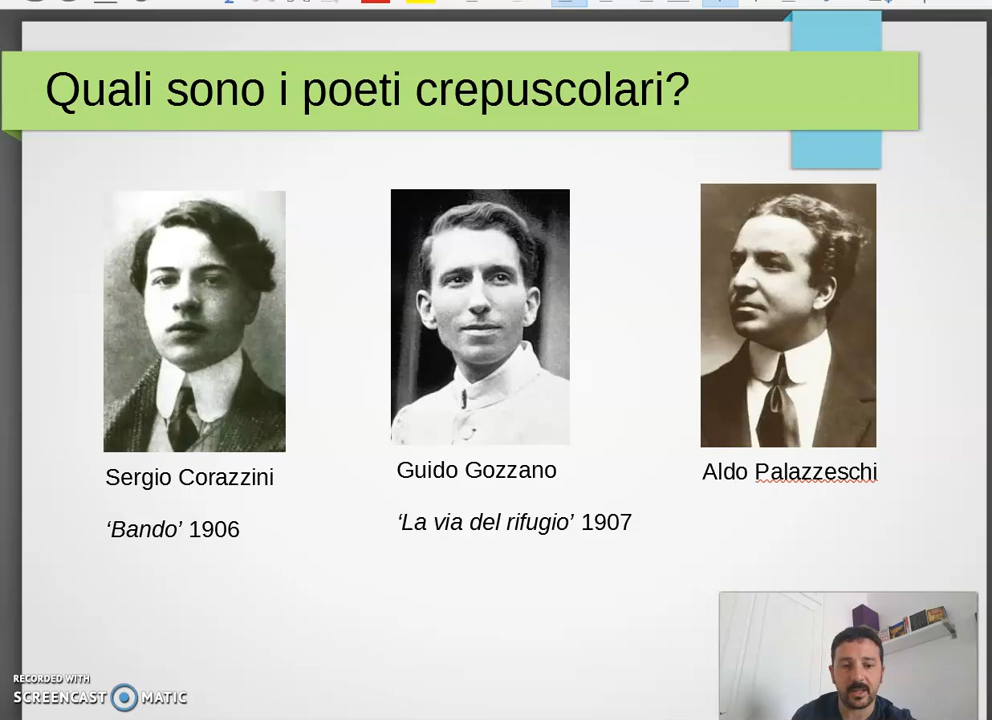 Quali sono i poeti crepuscolari?
Sergio Corazzini
Guido Gozzano
Aldo Palazzeschi
‘Bando’ 1906
‘La via del rifugio’ 1907
RECORDED WITH
SCREENCAST MATIC